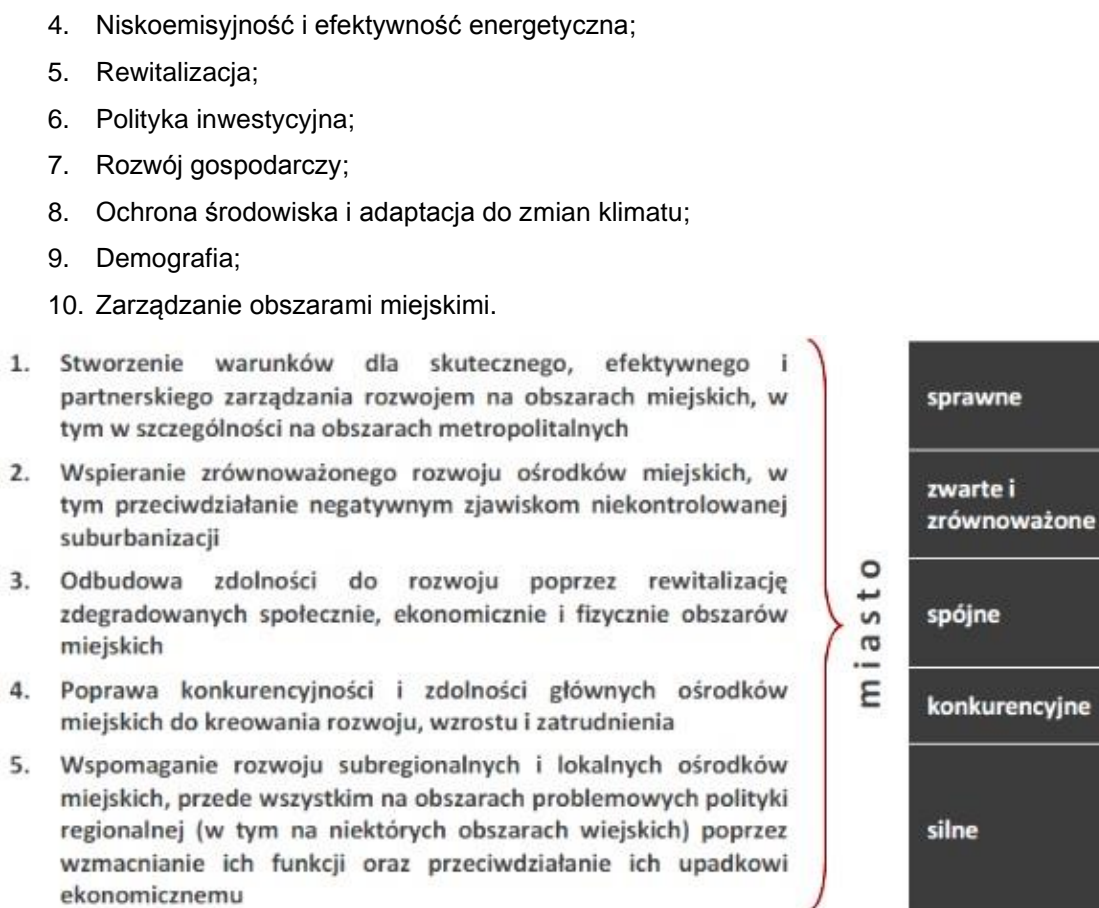 4. Niskoemisyjność i efektywność energetyczna;
5. Rewitalizacja;
6. Polityka inwestycyjna;
7. Rozwój gospodarczy;
8. Ochrona środowiska i adaptacja do zmian klimatu;
9. Demografia;
10. Zarządzanie obszarami miejskimi.
1. Stworzenie warunków dla skutecznego, efektywnego i
partnerskiego zarządzania rozwojem na obszarach miejskich, w
tym w szczególności na obszarach metropolitalnych
2. Wspieranie zrównoważonego rozwoju ośrodków miejskich, w
tym przeciwdziałanie negatywnym zjawiskom niekontrolowanej
suburbanizacji
3. Odbudowa zdolności do rozwoju poprzez rewitalizację
zdegradowanych społecznie, ekonomicznie i fizycznie obszarów
miejskich
4. Poprawa konkurencyjności i zdolności głównych ośrodków
miejskich do kreowania rozwoju, wzrostu i zatrudnienia
5. Wspomaganie rozwoju subregionalnych i lokalnych ośrodków
miejskich, przede wszystkim na obszarach problemowych polityki
regionalnej (w tym na niektórych obszarach wiejskich) poprzez
wzmacnianie ich funkcji oraz przeciwdziałanie ich upadkowi
ekonomicznemu
miasto
sprawne
zwarte i
zrównoważone
spójne
konkurencyjne
silne